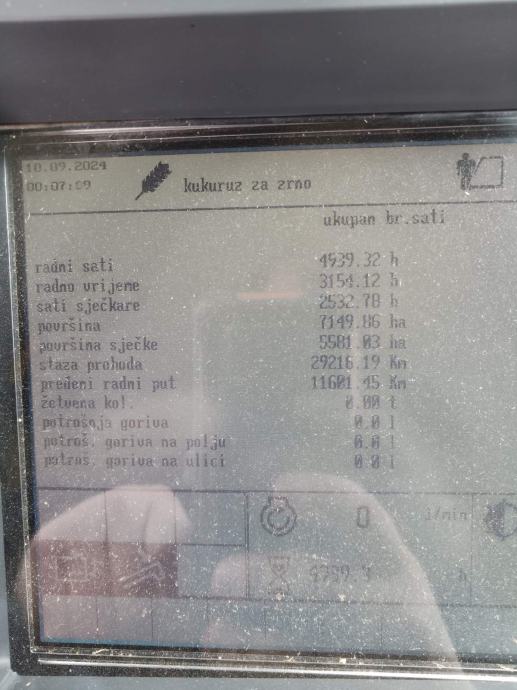 10.09.2024
00:07:09
kukuruz za zrno
ukupan br.sati
radni sati 4939.32 h
radno vrijeme 3154.12 h
sati sječkare 2532.78 h
površina 7149.86 ha
površina sječke 5581.03 ha
staza prohoda 29216.19 Km
pređeni radni put 11601.45 Km
žetvena kol. 0.00 t
potrošnja goriva 0.0 l
potroš. goriva na polju 0.0 l
potroš. goriva na ulici 0.0 l
0 1/min
4939.3 h